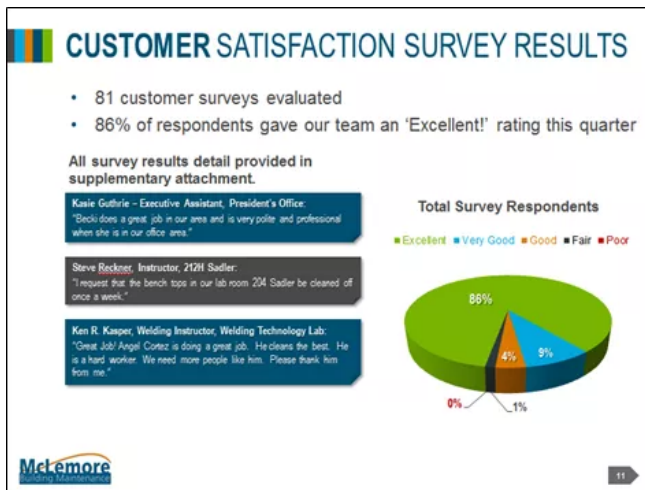 CUSTOMER SATISFACTION SURVEY RESULTS
• 81 customer surveys evaluated
• 86% of respondents gave our team an ‘Excellent!’ rating this quarter
All survey results detail provided in
supplementary attachment.
Kasie Guthrie – Executive Assistant, President's Office:
"Becki does a great job in our area and is very polite and professional
when she is in our office area."
Steve Reckner, Instructor, 212H Sadler:
"I request that the bench tops in our lab room 204 Sadler be cleaned off
once a week."
Ken R. Kasper, Welding Instructor, Welding Technology Lab:
"Great Job! Angel Cortez is doing a great job. He cleans the best. He
is a hard worker. We need more people like him. Please thank him
from me."
Total Survey Respondents
Excellent Very Good Good Fair Poor
86%
9%
4%
0%
1%
McLemore
Building Maintenance
11